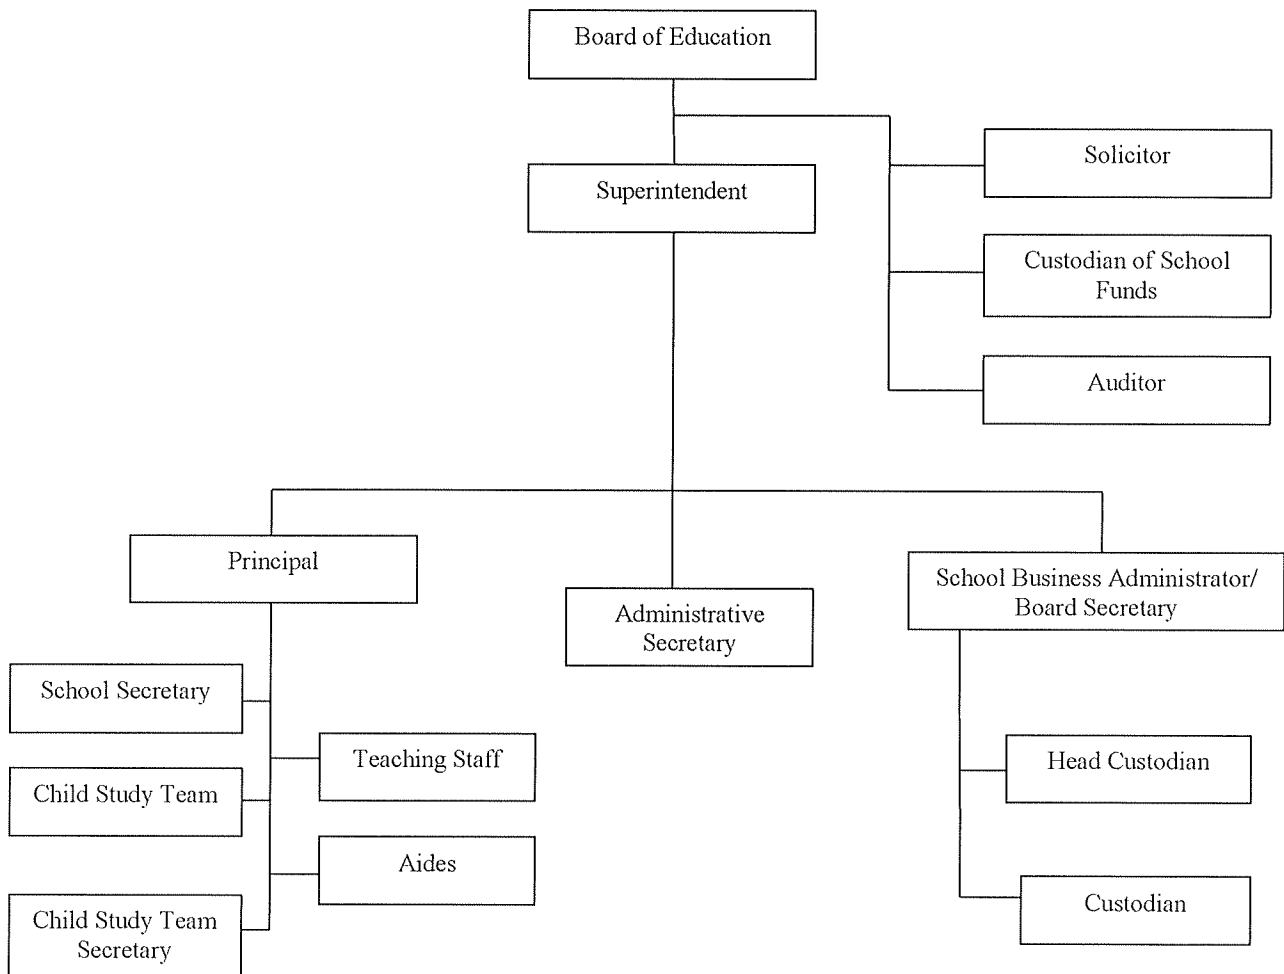 Board of Education
Solicitor
Superintendent
Custodian of School
Funds
Auditor
Principal
School Business Administrator/
Board Secretary
Administrative
Secretary
School Secretary
Teaching Staff
Head Custodian
Child Study Team
Aides
Custodian
Child Study Team
Secretary